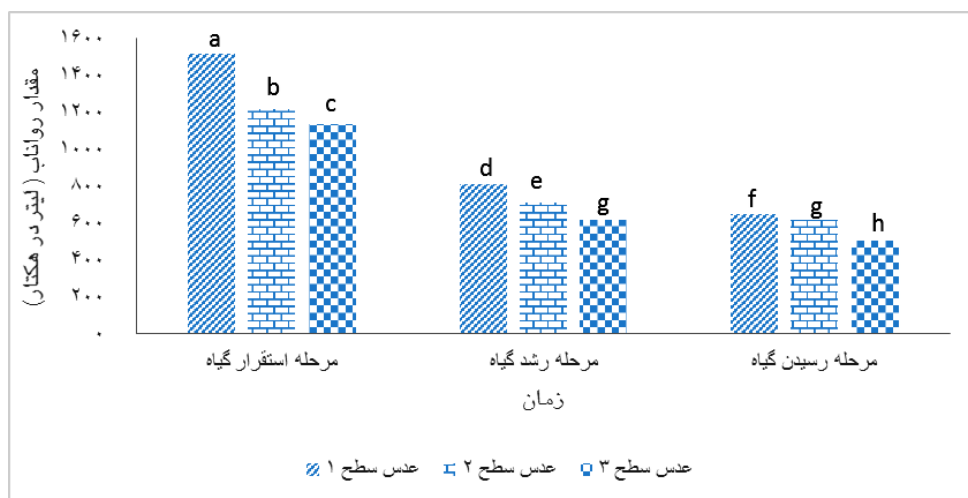 مقدار رواناب (لیتر در هکتار)
۱۶۰۰
۱۴۰۰
۱۲۰۰
۱۰۰۰
۸۰۰
۶۰۰
۴۰۰
۲۰۰
۰
a
b
c
d
e
g
f
g
h
مرحله استقرار گیاه
مرحله رشد گیاه
مرحله رسیدن گیاه
زمان
عدس سطح ۱
عدس سطح ۲
عدس سطح ۳